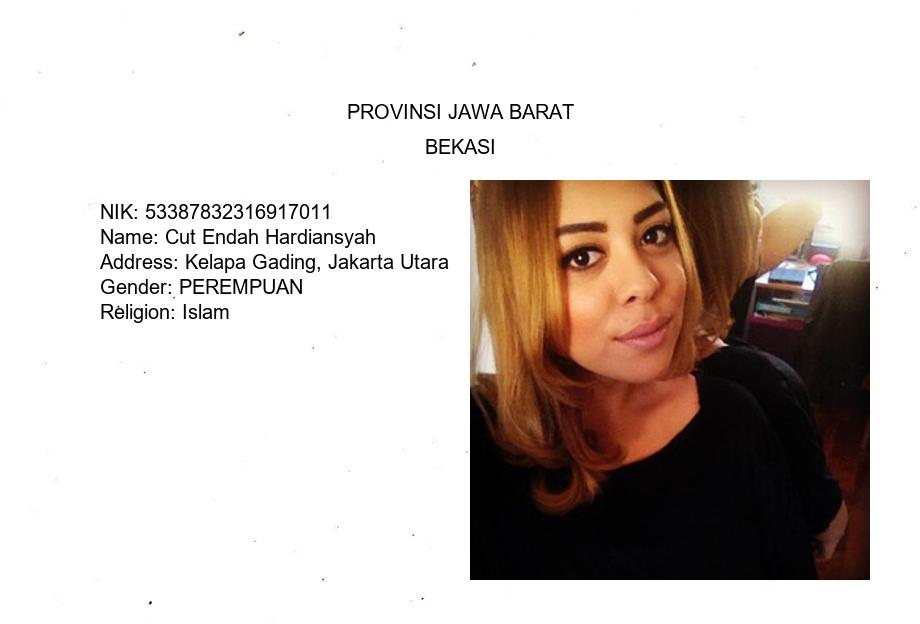 PROVINSI JAWA BARAT
BEKASI
NIK: 53387832316917011
Name: Cut Endah Hardiansyah
Address: Kelapa Gading, Jakarta Utara
Gender: PEREMPUAN
Religion: Islam